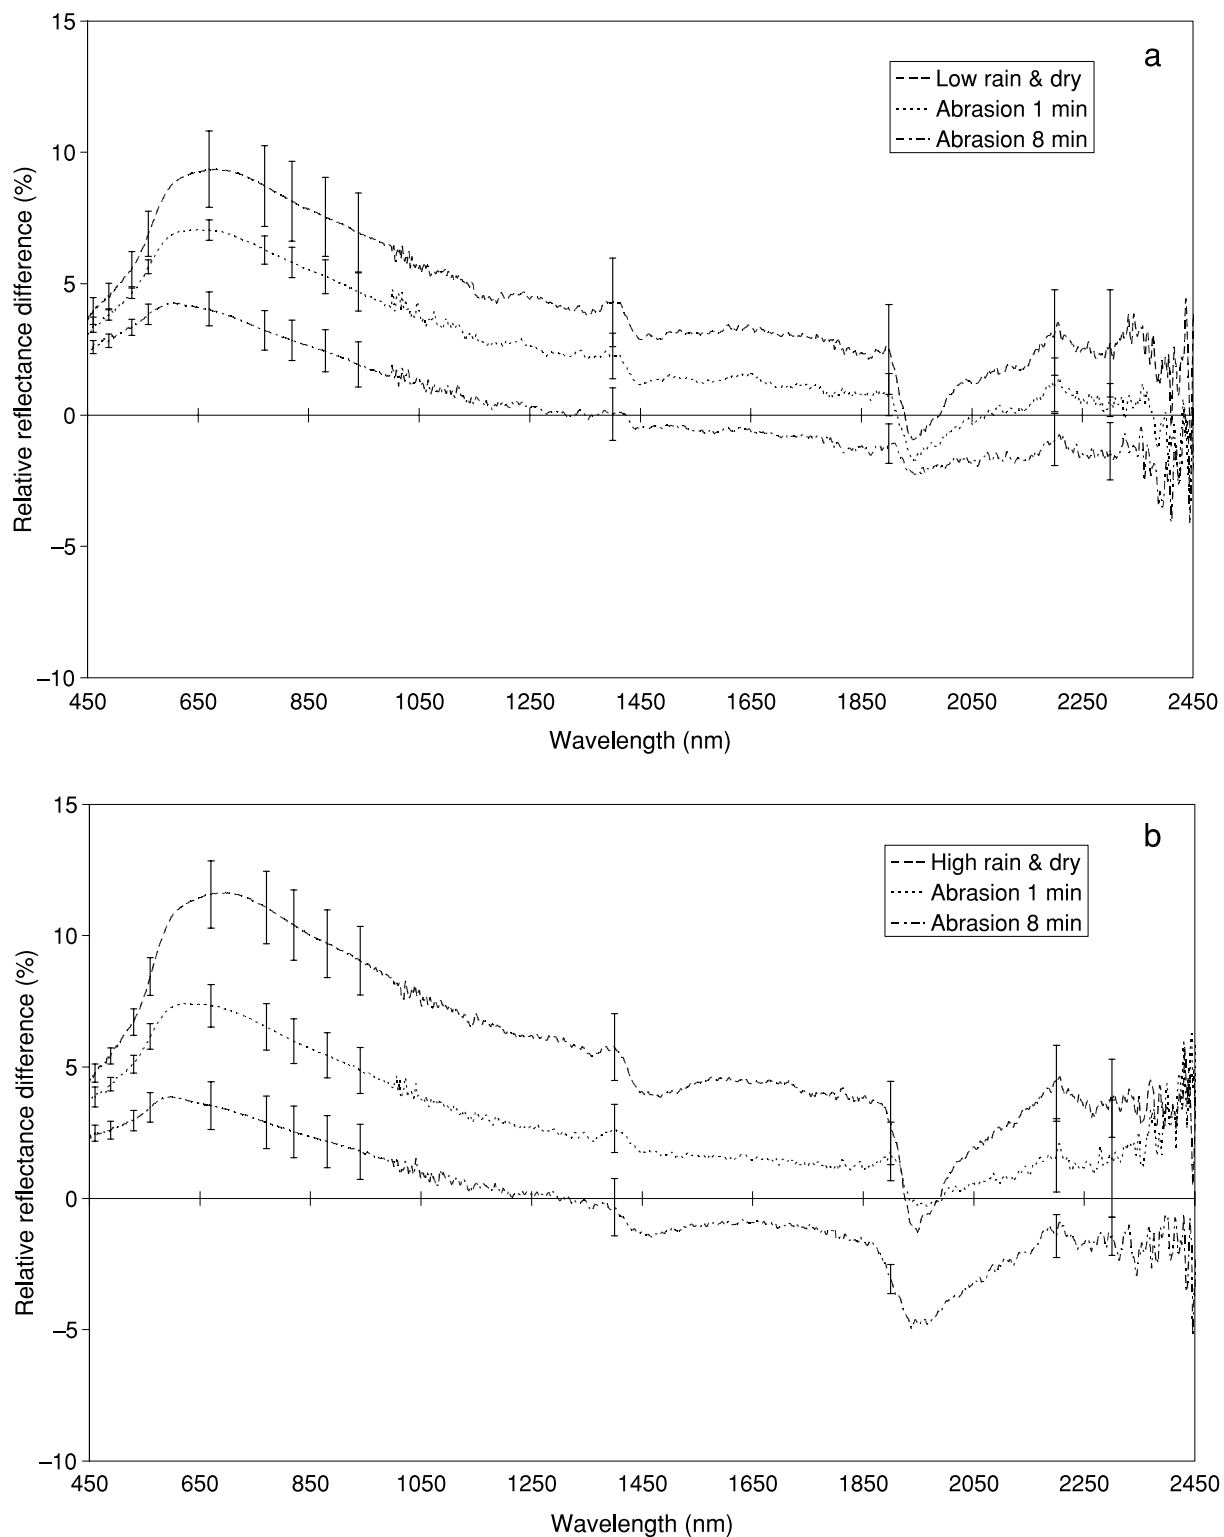 15
a
Low rain & dry
Abrasion 1 min
Abrasion 8 min
10
5
0
–5
–10
Relative reflectance difference (%)
450 650 850 1050 1250 1450 1650 1850 2050 2250 2450
Wavelength (nm)
15
b
High rain & dry
Abrasion 1 min
Abrasion 8 min
10
5
0
–5
–10
Relative reflectance difference (%)
450 650 850 1050 1250 1450 1650 1850 2050 2250 2450
Wavelength (nm)